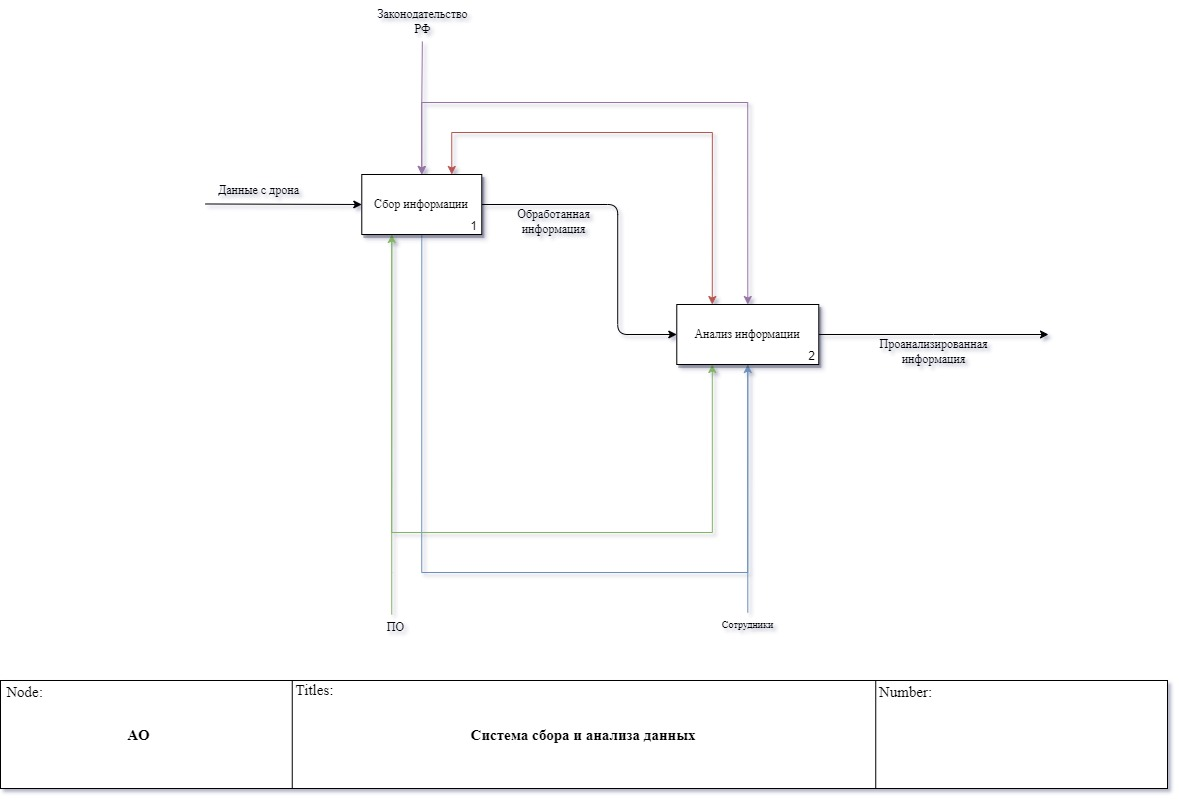 Законодательство
РФ
Данные с дрона
Сбор информации
1
Обработанная
информация
Анализ информации
2
Проанализированная
информация
ПО
Сотрудники
Node:
АО
Titles:
Система сбора и анализа данных
Number: